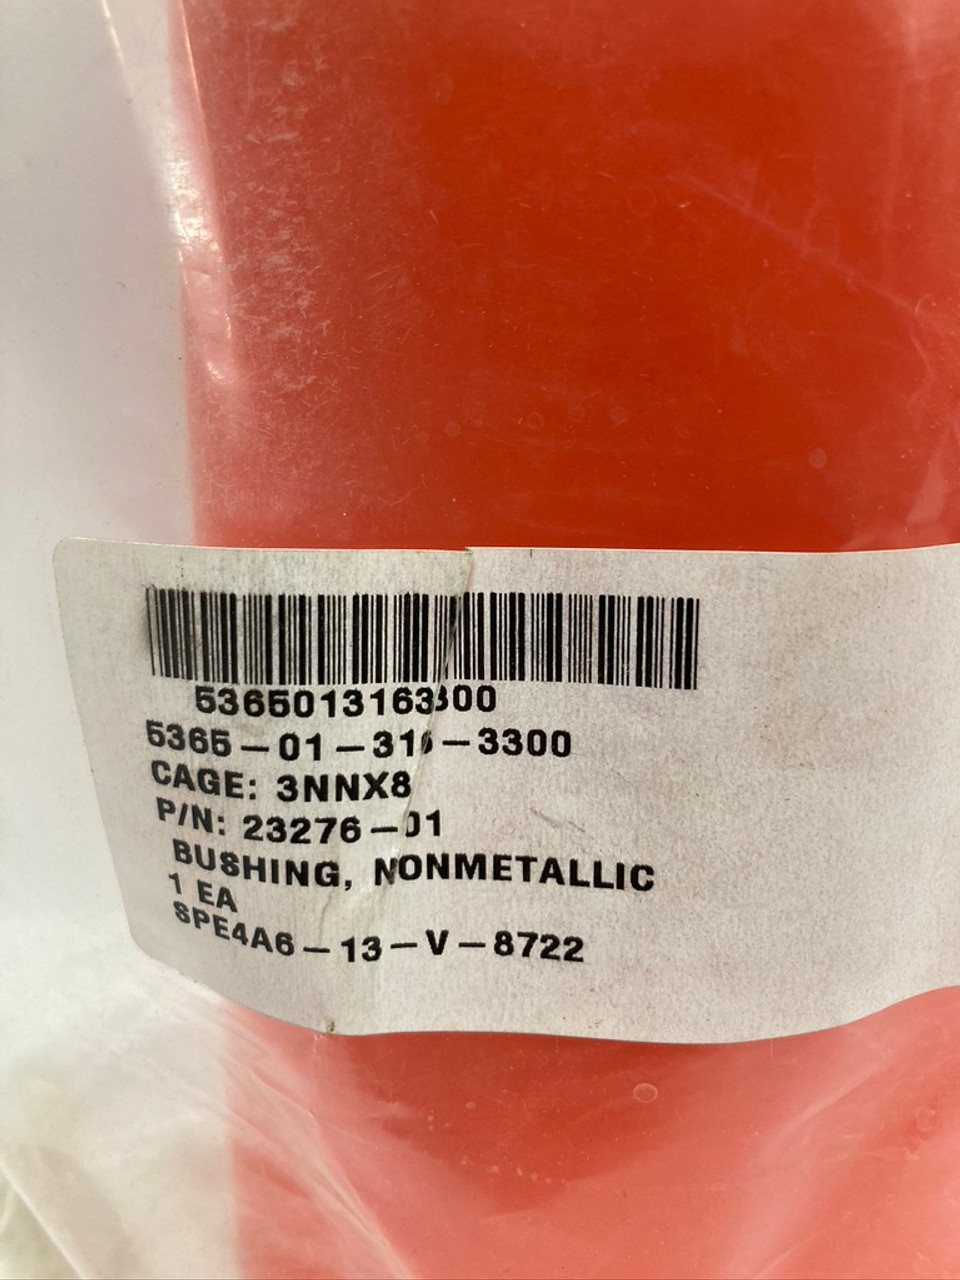 5365013163300
5365-01-316-3300
CAGE: 3NNX8
P/N: 23276-01
BUSHING, NONMETALLIC
1 EA
SPE4A6-13-V-8722